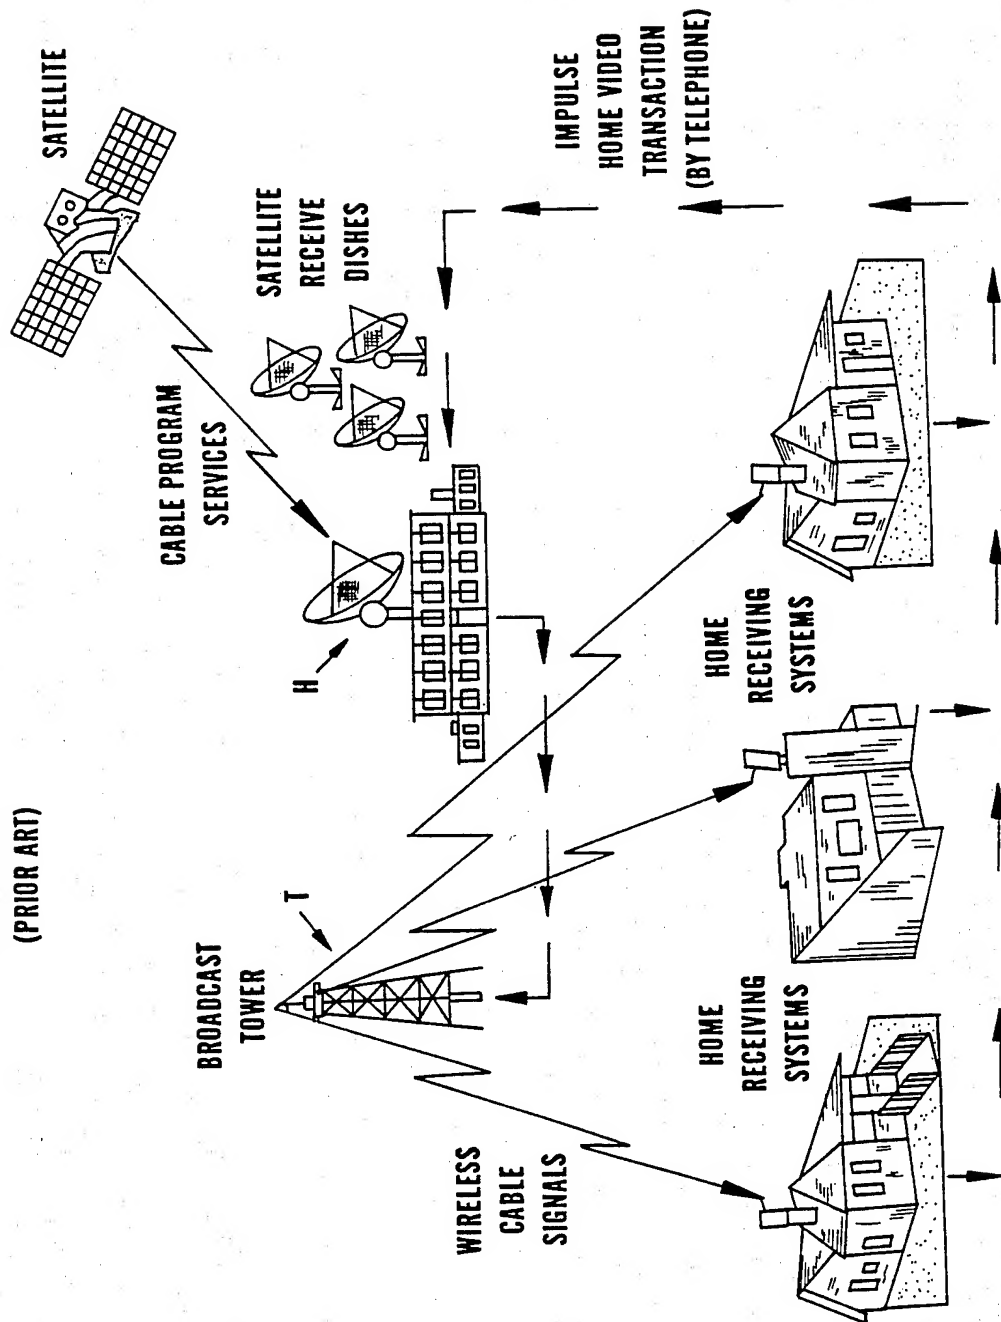 (PRIOR ART)
SATELLITE
CABLE PROGRAM
SERVICES
SATELLITE
RECEIVE
DISHES
H
BROADCAST
TOWER
T
IMPULSE
HOME VIDEO
TRANSACTION
(BY TELEPHONE)
WIRELESS
CABLE
SIGNALS
HOME
RECEIVING
SYSTEMS
HOME
RECEIVING
SYSTEMS